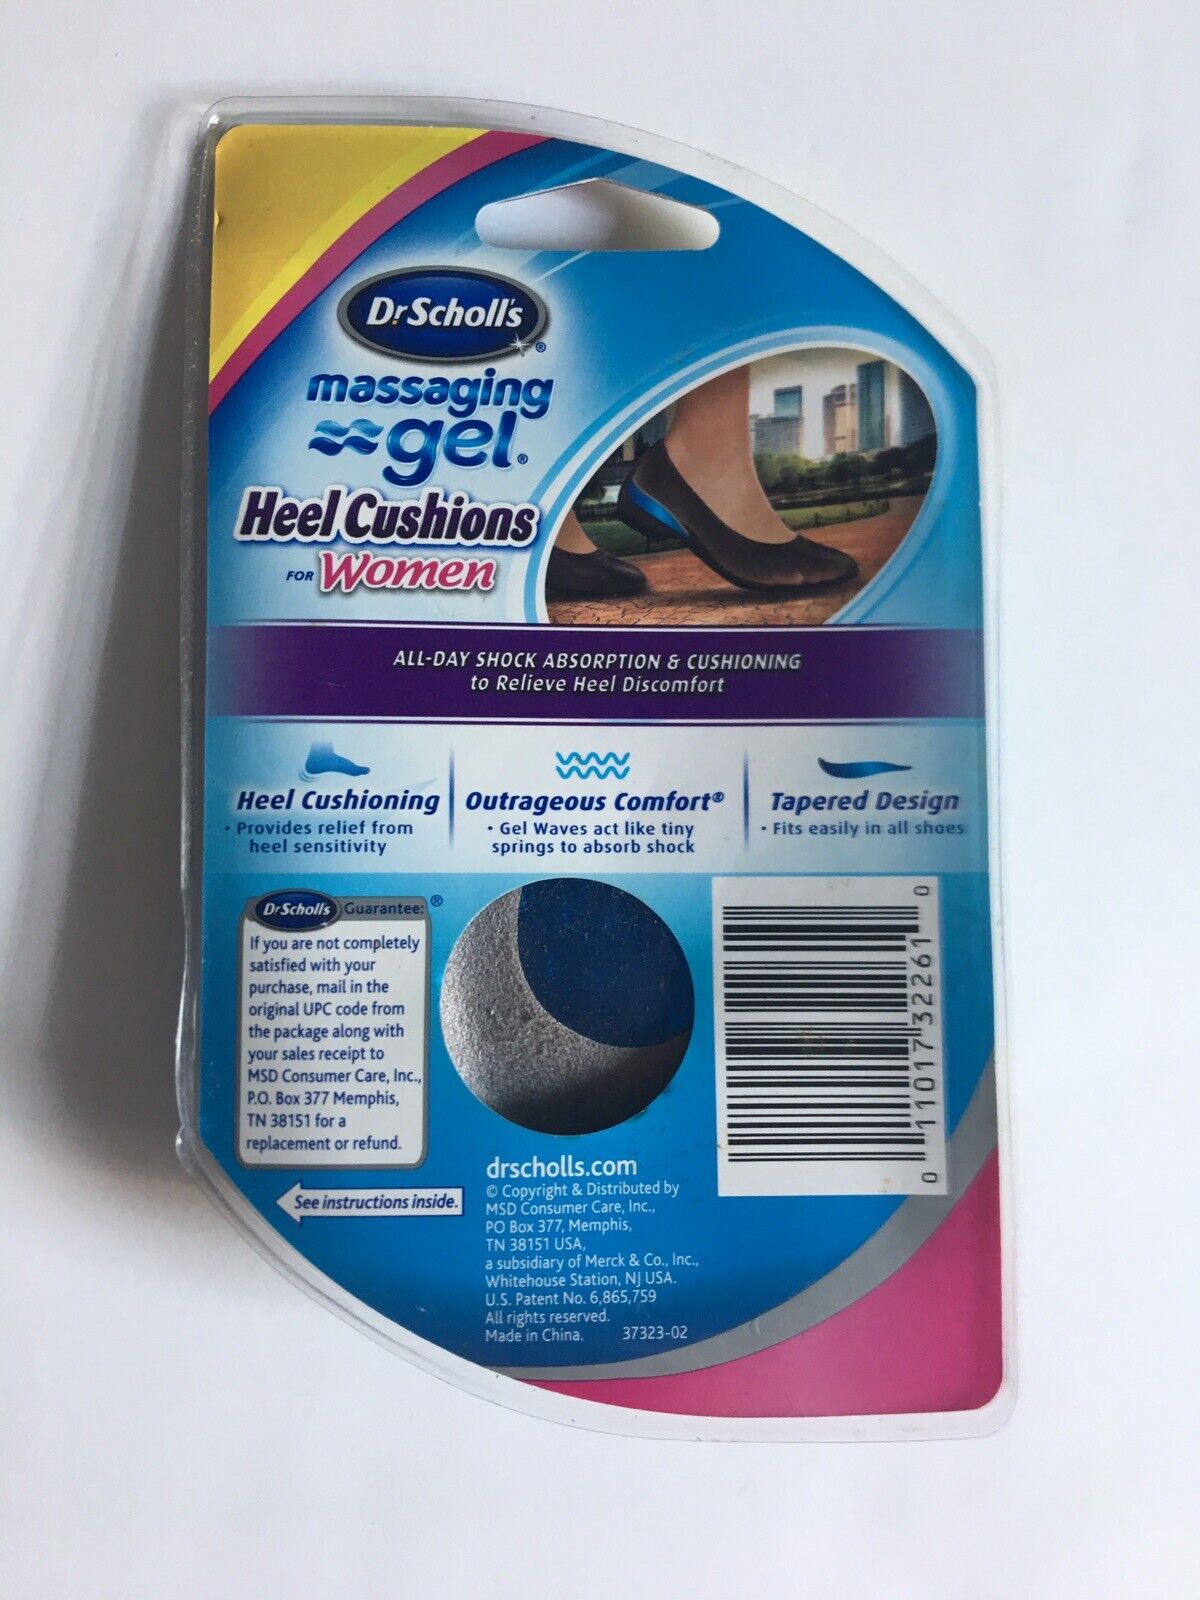 Dr.Scholl's®
massaging
gel®
Heel Cushions
FOR Women
ALL-DAY SHOCK ABSORPTION & CUSHIONING
to Relieve Heel Discomfort
Heel Cushioning
• Provides relief from
heel sensitivity
Outrageous Comfort®
• Gel Waves act like tiny
springs to absorb shock
Tapered Design
• Fits easily in all shoes
Dr.Scholl's Guarantee:®
If you are not completely
satisfied with your
purchase, mail in the
original UPC code from
the package along with
your sales receipt to
MSD Consumer Care, Inc.,
P.O. Box 377 Memphis,
TN 38151 for a
replacement or refund.
See instructions inside.
drscholls.com
© Copyright & Distributed by
MSD Consumer Care, Inc.,
PO Box 377, Memphis,
TN 38151 USA,
a subsidiary of Merck & Co., Inc.,
Whitehouse Station, NJ USA.
U.S. Patent No. 6,865,759
All rights reserved.
Made in China. 37323-02
0 11017 32261 0